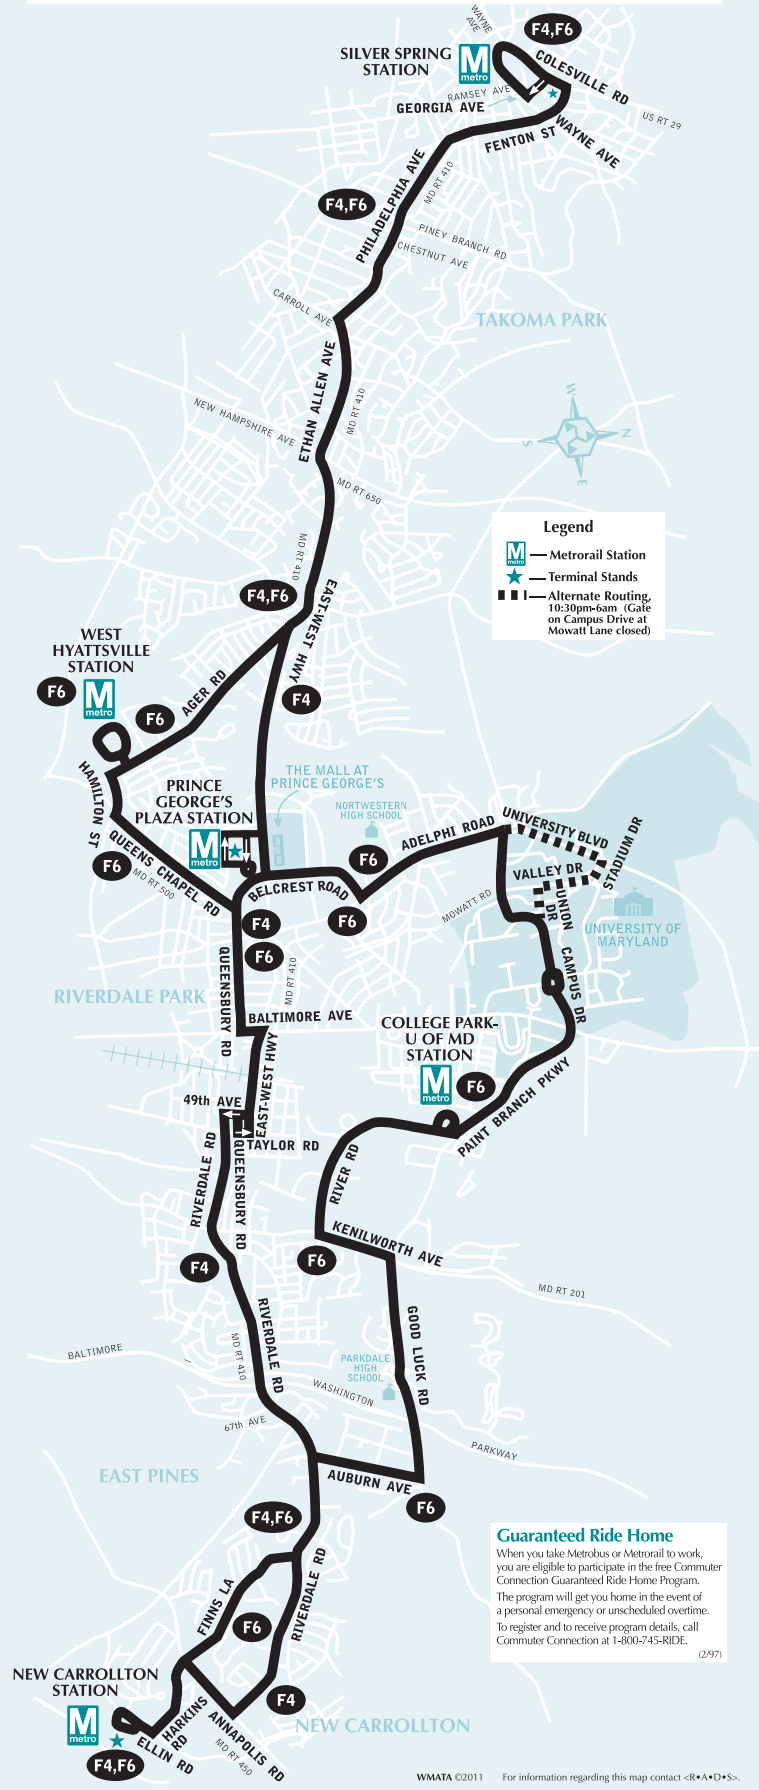 WAYNE
AVE
F4,F6
SILVER SPRING
STATION
M
metro
COLESVILLE RD
RAMSEY AVE
GEORGIA AVE
US RT 29
WAYNE AVE
FENTON ST
PHILADELPHIA AVE
MD RT 410
F4,F6
PINEY BRANCH RD
CHESTNUT AVE
CARROLL AVE
TAKOMA PARK
ETHAN ALLEN AVE
MD RT 410
NEW HAMPSHIRE AVE
W
N
S
E
MD RT 650
Legend
M
metro
Metrorail Station
Terminal Stands
Alternate Routing,
10:30pm-6am (Gate
on Campus Drive at
Mowatt Lane closed)
MD RT 410
F4,F6
EAST-WEST HWY
WEST
HYATTSVILLE
STATION
F6
M
metro
F6
AGER RD
F4
HAMILTON ST
PRINCE
GEORGE'S
PLAZA STATION
M
metro
THE MALL AT
PRINCE GEORGE'S
NORTWESTERN
HIGH SCHOOL
F6
ADELPHI ROAD
UNIVERSITY BLVD
STADIUM DR
VALLEY DR
UNION
DR
F6
QUEENS CHAPEL RD
MD RT 500
BELCREST ROAD
F6
MOWATT RD
UNIVERSITY OF
MARYLAND
F4
F6
CAMPUS DR
RIVERDALE PARK
QUEENSBURY RD
MD RT 410
BALTIMORE AVE
COLLEGE PARK-
U OF MD
STATION
M
metro
F6
EAST-WEST HWY
49th AVE
PAINT BRANCH PKWY
TAYLOR RD
RIVERDALE RD
QUEENSBURY RD
RIVER RD
KENILWORTH AVE
F6
F4
MD RT 201
RIVERDALE RD
GOOD LUCK RD
BALTIMORE
MD RT 410
PARKDALE
HIGH
SCHOOL
WASHINGTON
67th AVE
PARKWAY
EAST PINES
AUBURN AVE
F6
F4,F6
Guaranteed Ride Home
When you take Metrobus or Metrorail to work,
you are eligible to participate in the free Commuter
Connection Guaranteed Ride Home Program.
The program will get you home in the event of
a personal emergency or unscheduled overtime.
To register and to receive program details, call
Commuter Connection at 1-800-745-RIDE.
(2/97)
FINNS LA
RIVERDALE RD
F6
NEW CARROLLTON
STATION
M
metro
F4
HARKINS
RD
ANNAPOLIS RD
MD RT 450
NEW CARROLLTON
ELLIN RD
F4,F6
WMATA ©2011 For information regarding this map contact <R•A•D•S>.